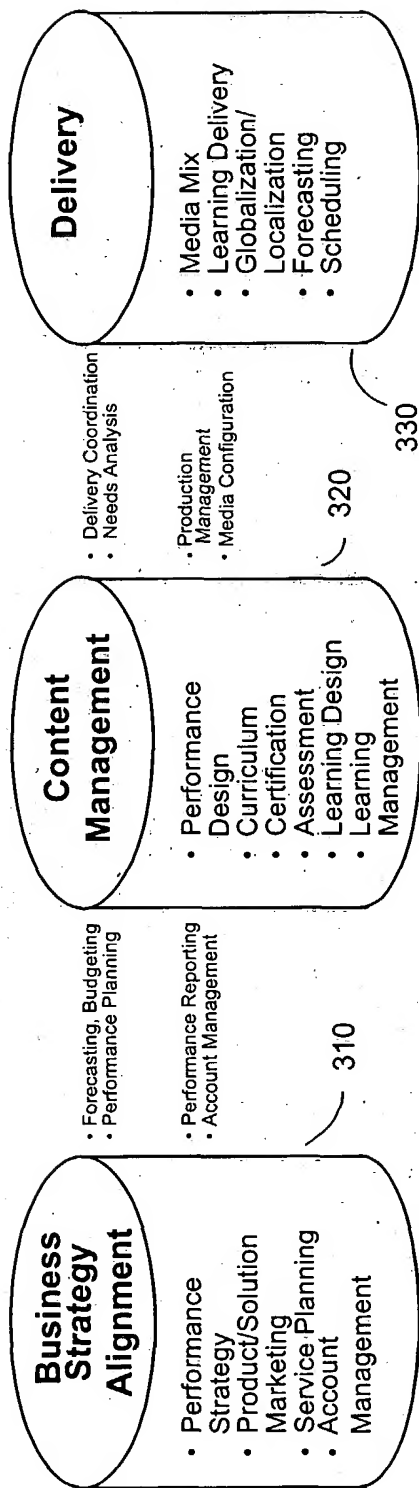 Business
Strategy
Alignment
• Performance
Strategy
• Product/Solution
Marketing
• Service Planning
• Account
Management
310
• Forecasting, Budgeting
• Performance Planning
• Performance Reporting
• Account Management
Content
Management
• Performance
Design
• Curriculum
• Certification
• Assessment
• Learning Design
• Learning
Management
320
• Delivery Coordination
• Needs Analysis
• Production
Management
• Media Configuration
Delivery
• Media Mix
• Learning Delivery
• Globalization/
Localization
• Forecasting
• Scheduling
330